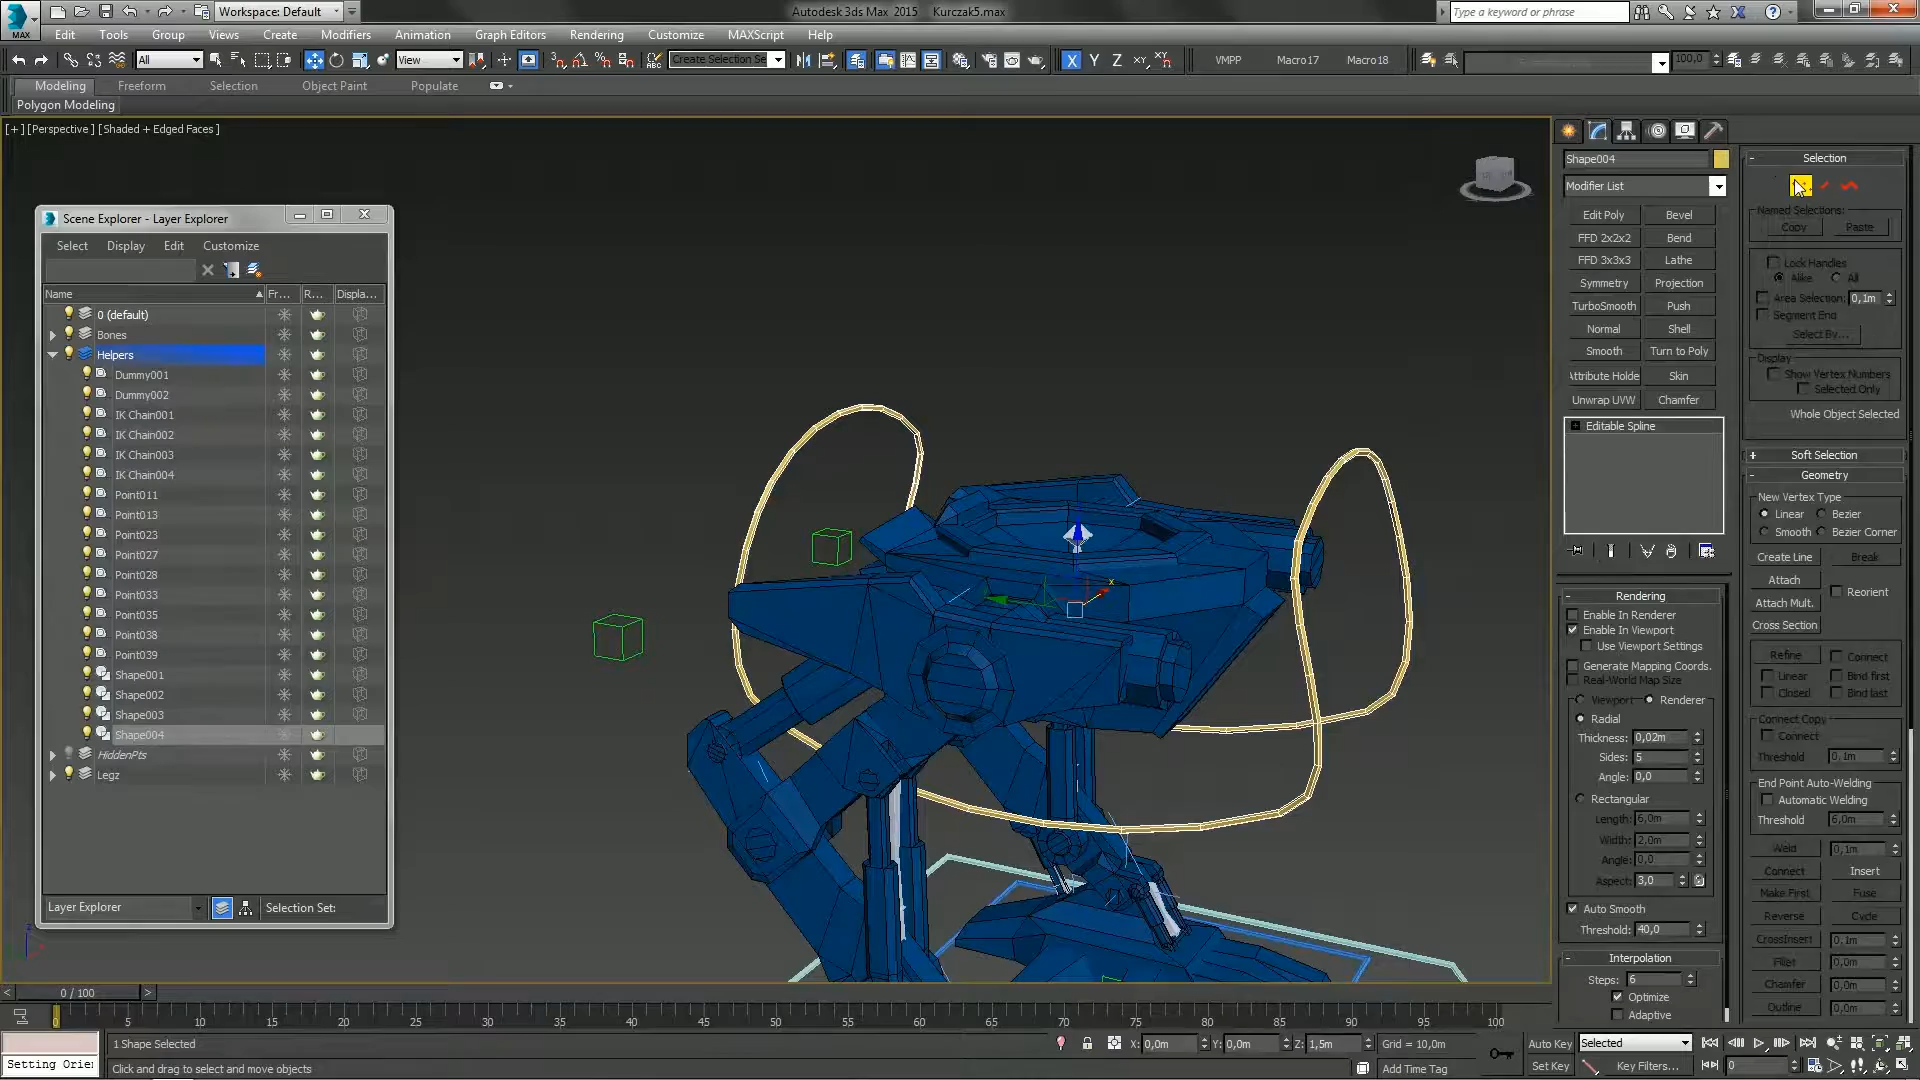 Workspace: Default
Autodesk 3ds Max 2015 Kurczak5.max
Type a keyword or phrase
MAX
Edit Tools Group Views Create Modifiers Animation Graph Editors Rendering Customize MAXScript Help
All
View
Create Selection Se
X Y Z XY
VMPP Macro17 Macro18
100,0
Modeling Freeform Selection Object Paint Populate
Polygon Modeling
[+] [Perspective] [Shaded + Edged Faces]
Scene Explorer - Layer Explorer
Select Display Edit Customize
Name Fr... R... Displa...
0 (default)
Bones
Helpers
Dummy001
Dummy002
IK Chain001
IK Chain002
IK Chain003
IK Chain004
Point011
Point013
Point023
Point027
Point028
Point033
Point035
Point038
Point039
Shape001
Shape002
Shape003
Shape004
HiddenPts
Legz
Layer Explorer
Selection Set:
x
Shape004
Modifier List
Edit Poly Bevel
FFD 2x2x2 Bend
FFD 3x3x3 Lathe
Symmetry Projection
TurboSmooth Push
Normal Shell
Smooth Turn to Poly
Attribute Holde Skin
Unwrap UVW Chamfer
Editable Spline
Rendering
Enable In Renderer
Enable In Viewport
Use Viewport Settings
Generate Mapping Coords.
Real-World Map Size
Viewport Renderer
Radial
Thickness: 0,02m
Sides: 5
Angle: 0,0
Rectangular
Length: 6,0m
Width: 2,0m
Angle: 0,0
Aspect: 3,0
Auto Smooth
Threshold: 40,0
Interpolation
Steps: 6
Optimize
Adaptive
Selection
Named Selections:
Copy Paste
Lock Handles
Alike All
Area Selection: 0,1m
Segment End
Select By...
Display
Show Vertex Numbers
Selected Only
Whole Object Selected
Soft Selection
Geometry
New Vertex Type
Linear Bezier
Smooth Bezier Corner
Create Line Break
Attach
Reorient
Attach Mult.
Cross Section
Refine Connect
Linear Bind first
Closed Bind last
Connect Copy
Connect
Threshold 0,1m
End Point Auto-Welding
Automatic Welding
Threshold 6,0m
Weld 0,1m
Connect Insert
Make First Fuse
Reverse Cycle
CrossInsert 0,1m
Fillet 0,0m
Chamfer 0,0m
Outline 0,0m
0 / 100
0 5 10 15 20 25 30 35 40 45 50 55 60 65 70 75 80 85 90 95 100
1 Shape Selected
X: 0,0m Y: 0,0m Z: 1,5m Grid = 10,0m
Auto Key Selected
Setting Orie
Click and drag to select and move objects
Add Time Tag
Set Key Key Filters... 0